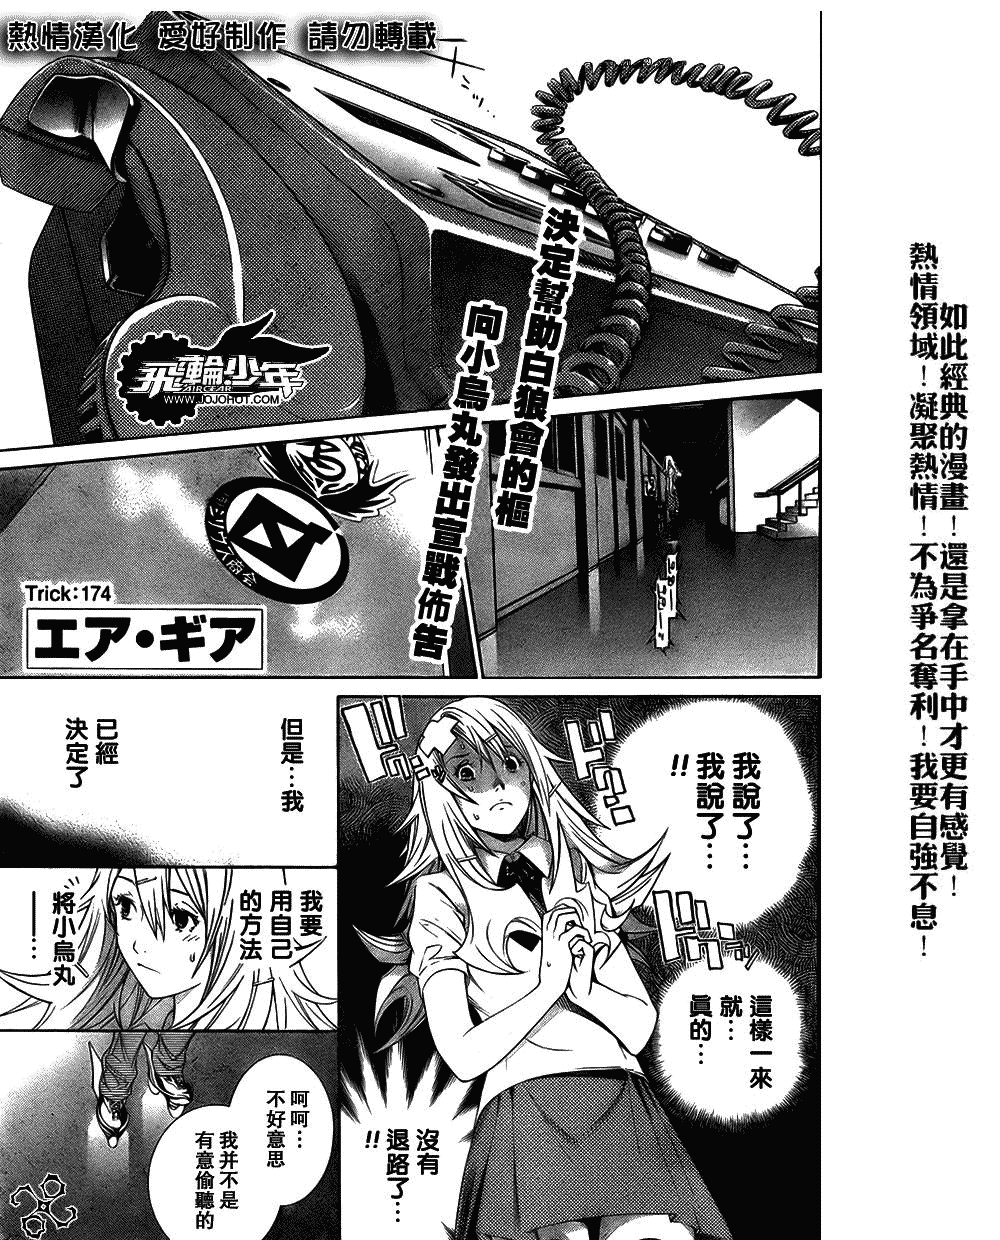 熱情漢化 愛好制作 請勿轉載
決定幫助白狼會的樞
向小烏丸發出宣戰佈告
飛輪少年
AIRGEAR
WWW.JOJOHOT.COM
Trick:174
エア・ギア
我說了…
我說了…
!!
這樣一來
就…
眞的…
沒有
退路了…
!!
但是…我
已經
決定了
我要
用自己
的方法
將小烏丸
——…
呵呵…
不好意思
我并不是
有意偷聽的
如此經典的漫畫！還是拿在手中才更有感覺！
熱情領域！凝聚熱情！不為爭名奪利！我要自強不息！